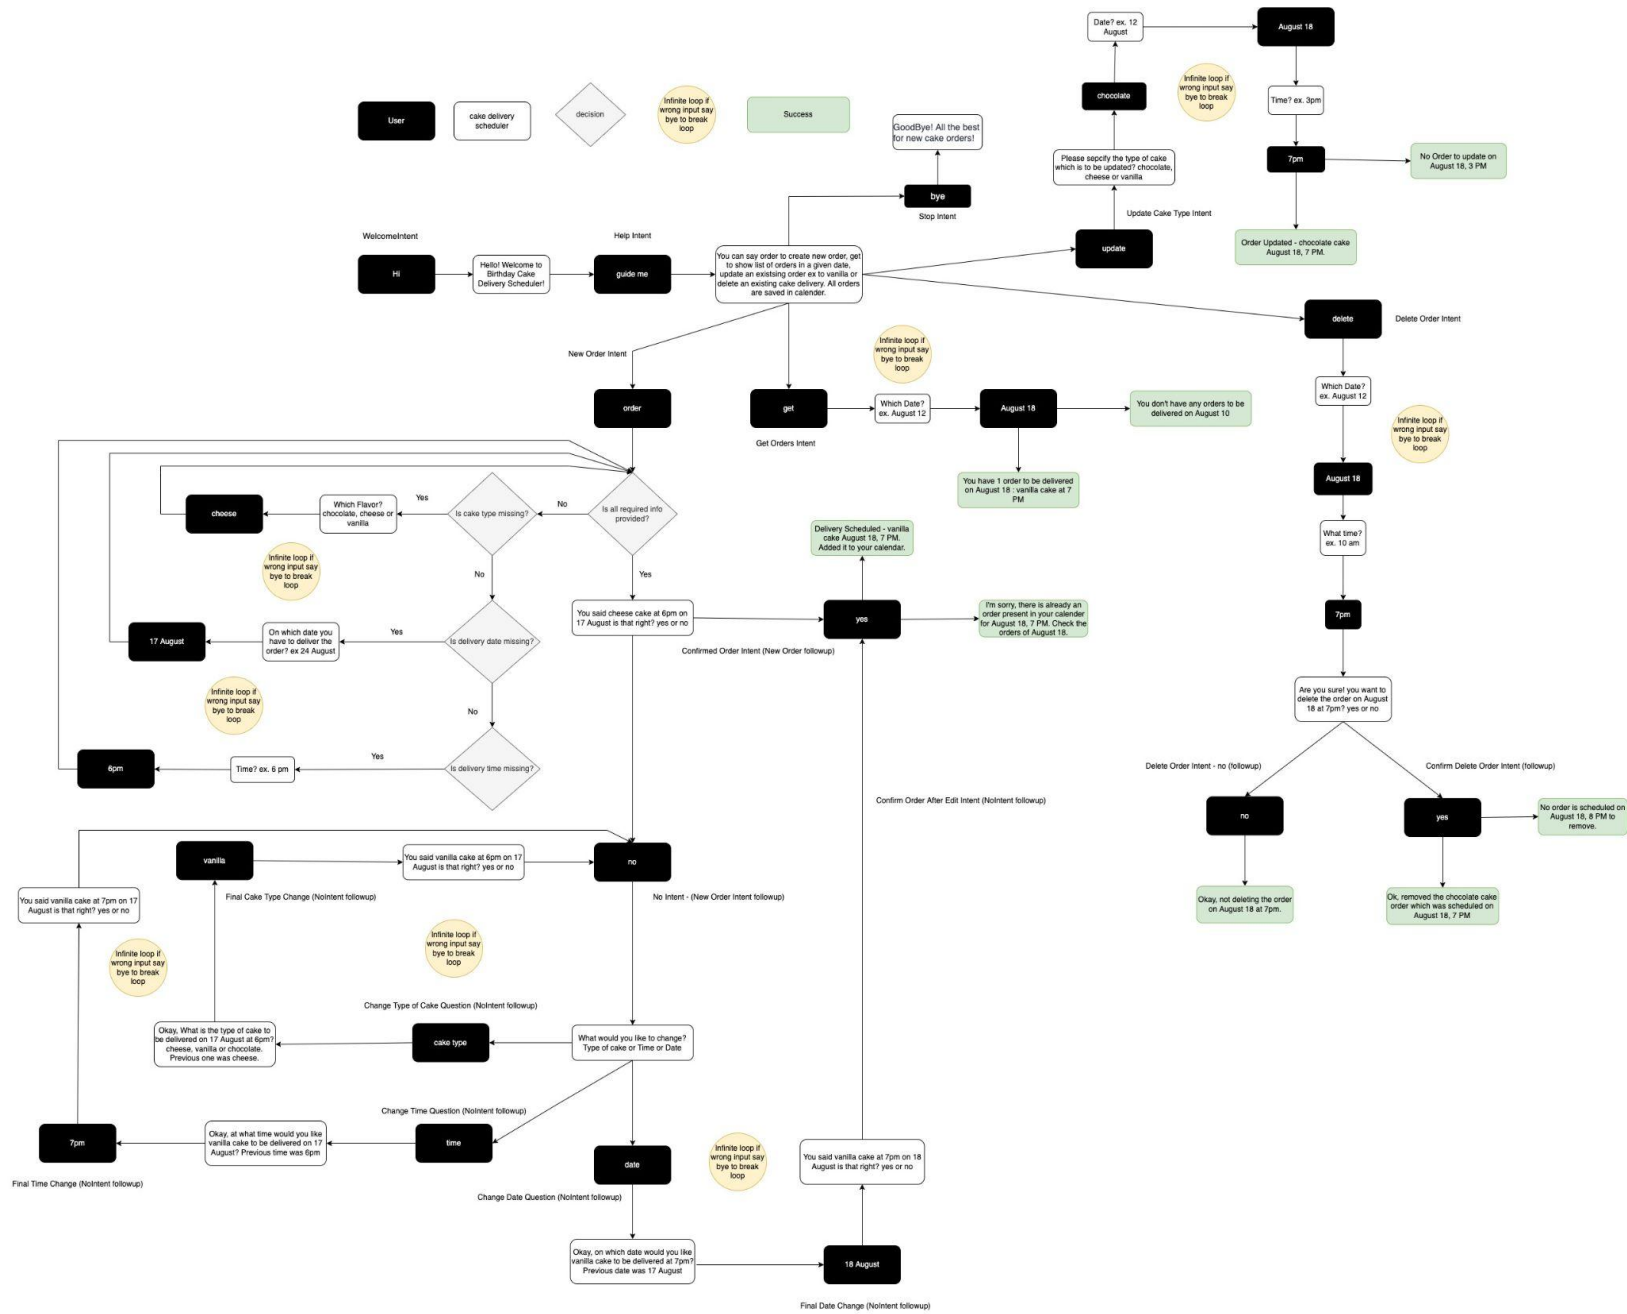 Date? ex. 12
August
August 18
Infinite loop if
wrong input say
bye to break
loop
chocolate
Time? ex. 3pm
User
cake delivery
scheduler
decision
Infinite loop if
wrong input say
bye to break
loop
Success
GoodBye! All the best
for new cake orders!
Please sepcify the type of cake
which is to be updated? chocolate,
cheese or vanilla
7pm
No Order to update on
August 18, 3 PM
bye
Stop Intent
Update Cake Type Intent
WelcomeIntent
Help Intent
update
Order Updated - chocolate cake
August 18, 7 PM.
Hi
Hello! Welcome to
Birthday Cake
Delivery Scheduler!
guide me
You can say order to create new order, get
to show list of orders in a given date,
update an existsing order ex to vanilla or
delete an existing cake delivery. All orders
are saved in calender.
delete
Delete Order Intent
New Order Intent
Infinite loop if
wrong input say
bye to break
loop
Which Date?
ex. August 12
order
get
Which Date?
ex. August 12
August 18
You don't have any orders to be
delivered on August 10
Infinite loop if
wrong input say
bye to break
loop
Get Orders Intent
You have 1 order to be delivered
on August 18 : vanilla cake at 7
PM
August 18
cheese
Which Flavor?
chocolate, cheese or
vanilla
Yes
Is cake type missing?
No
Is all required info
provided?
What time?
ex. 10 am
Infinite loop if
wrong input say
bye to break
loop
No
Yes
Delivery Scheduled - vanilla
cake August 18, 7 PM.
Added it to your calendar.
7pm
17 August
On which date you
have to deliver the
order? ex 24 August
Yes
Is delivery date missing?
You said cheese cake at 6pm on
17 August is that right? yes or no
yes
I'm sorry, there is already an
order present in your calender
for August 18, 7 PM. Check the
orders of August 18.
Confirmed Order Intent (New Order followup)
Infinite loop if
wrong input say
bye to break
loop
No
Are you sure! you want to
delete the order on August
18 at 7pm? yes or no
6pm
Time? ex. 6 pm
Yes
Is delivery time missing?
Delete Order Intent - no (followup)
Confirm Delete Order Intent (followup)
Confirm Order After Edit Intent (NoIntent followup)
no
yes
No order is scheduled on
August 18, 8 PM to
remove.
vanilla
You said vanilla cake at 6pm on 17
August is that right? yes or no
no
Final Cake Type Change (NoIntent followup)
No Intent - (New Order Intent followup)
You said vanilla cake at 7pm on 17
August is that right? yes or no
Okay, not deleting the order
on August 18 at 7pm.
Ok, removed the chocolate cake
order which was scheduled on
August 18, 7 PM
Infinite loop if
wrong input say
bye to break
loop
Infinite loop if
wrong input say
bye to break
loop
Change Type of Cake Question (NoIntent followup)
Okay, What is the type of cake to
be delivered on 17 August at 6pm?
cheese, vanilla or chocolate.
Previous one was cheese.
cake type
What would you like to change?
Type of cake or Time or Date
Change Time Question (NoIntent followup)
7pm
Okay, at what time would you like
vanilla cake to be delivered on 17
August? Previous time was 6pm
time
Final Time Change (NoIntent followup)
date
Infinite loop if
wrong input say
bye to break
loop
You said vanilla cake at 7pm on 18
August is that right? yes or no
Change Date Question (NoIntent followup)
Okay, on which date would you like
vanilla cake to be delivered at 7pm?
Previous date was 17 August
18 August
Final Date Change (NoIntent followup)